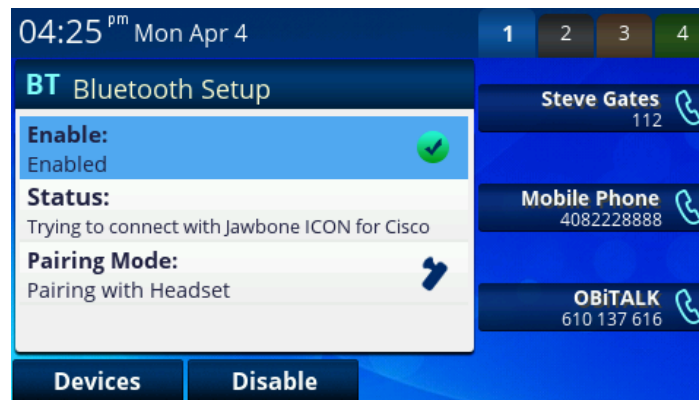 04:25 pm Mon Apr 4
1 2 3 4
BT Bluetooth Setup
Enable:
Enabled
Status:
Trying to connect with Jawbone ICON for Cisco
Pairing Mode:
Pairing with Headset
Steve Gates
112
Mobile Phone
4082228888
OBiTALK
610 137 616
Devices Disable